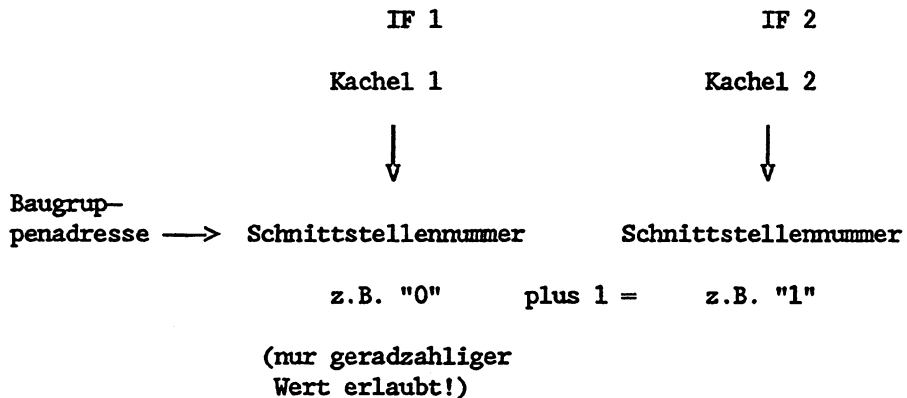 IF 1 IF 2
Kachel 1 Kachel 2
Baugrup-
penadresse —> Schnittstellennummer Schnittstellennummer
z.B. "0" plus 1 = z.B. "1"
(nur geradzahliger
Wert erlaubt!)